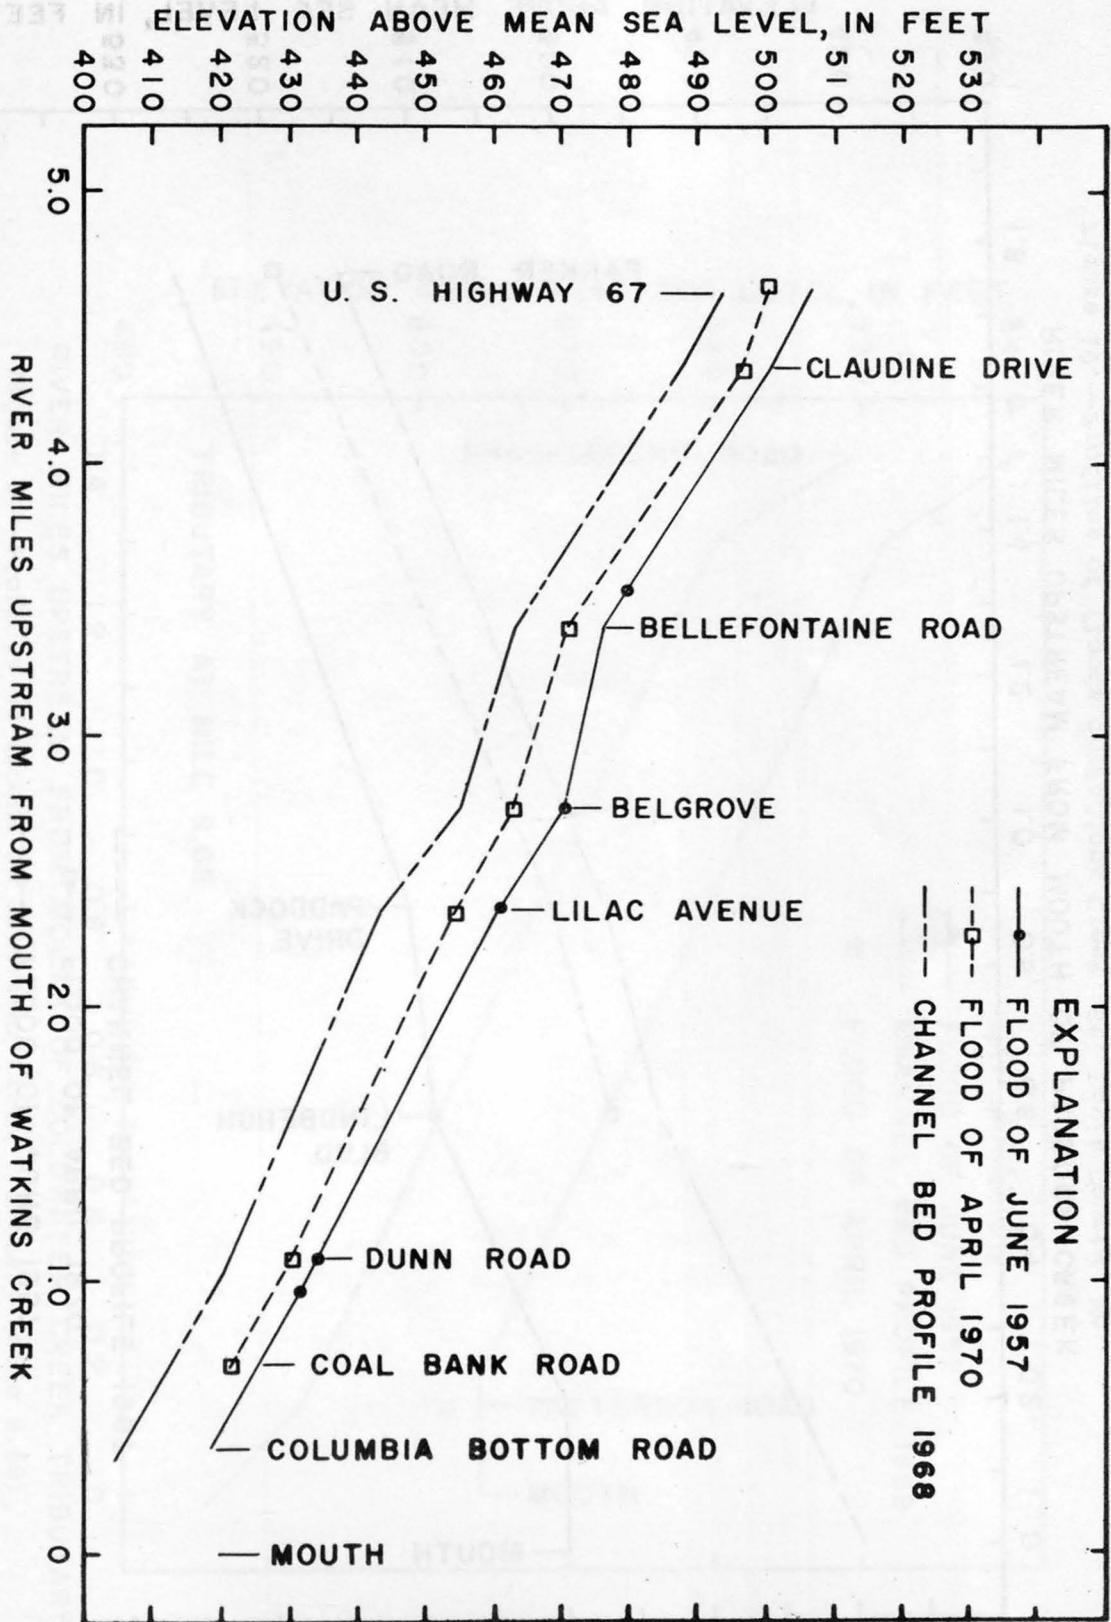 ELEVATION ABOVE MEAN SEA LEVEL, IN FEET
400
410
420
430
440
450
460
470
480
490
500
510
520
530
5.0
4.0
3.0
2.0
1.0
0
RIVER MILES UPSTREAM FROM MOUTH OF WATKINS CREEK
U. S. HIGHWAY 67
CLAUDINE DRIVE
BELLEFONTAINE ROAD
BELGROVE
LILAC AVENUE
DUNN ROAD
COAL BANK ROAD
COLUMBIA BOTTOM ROAD
MOUTH
EXPLANATION
FLOOD OF JUNE 1957
FLOOD OF APRIL 1970
CHANNEL BED PROFILE 1968